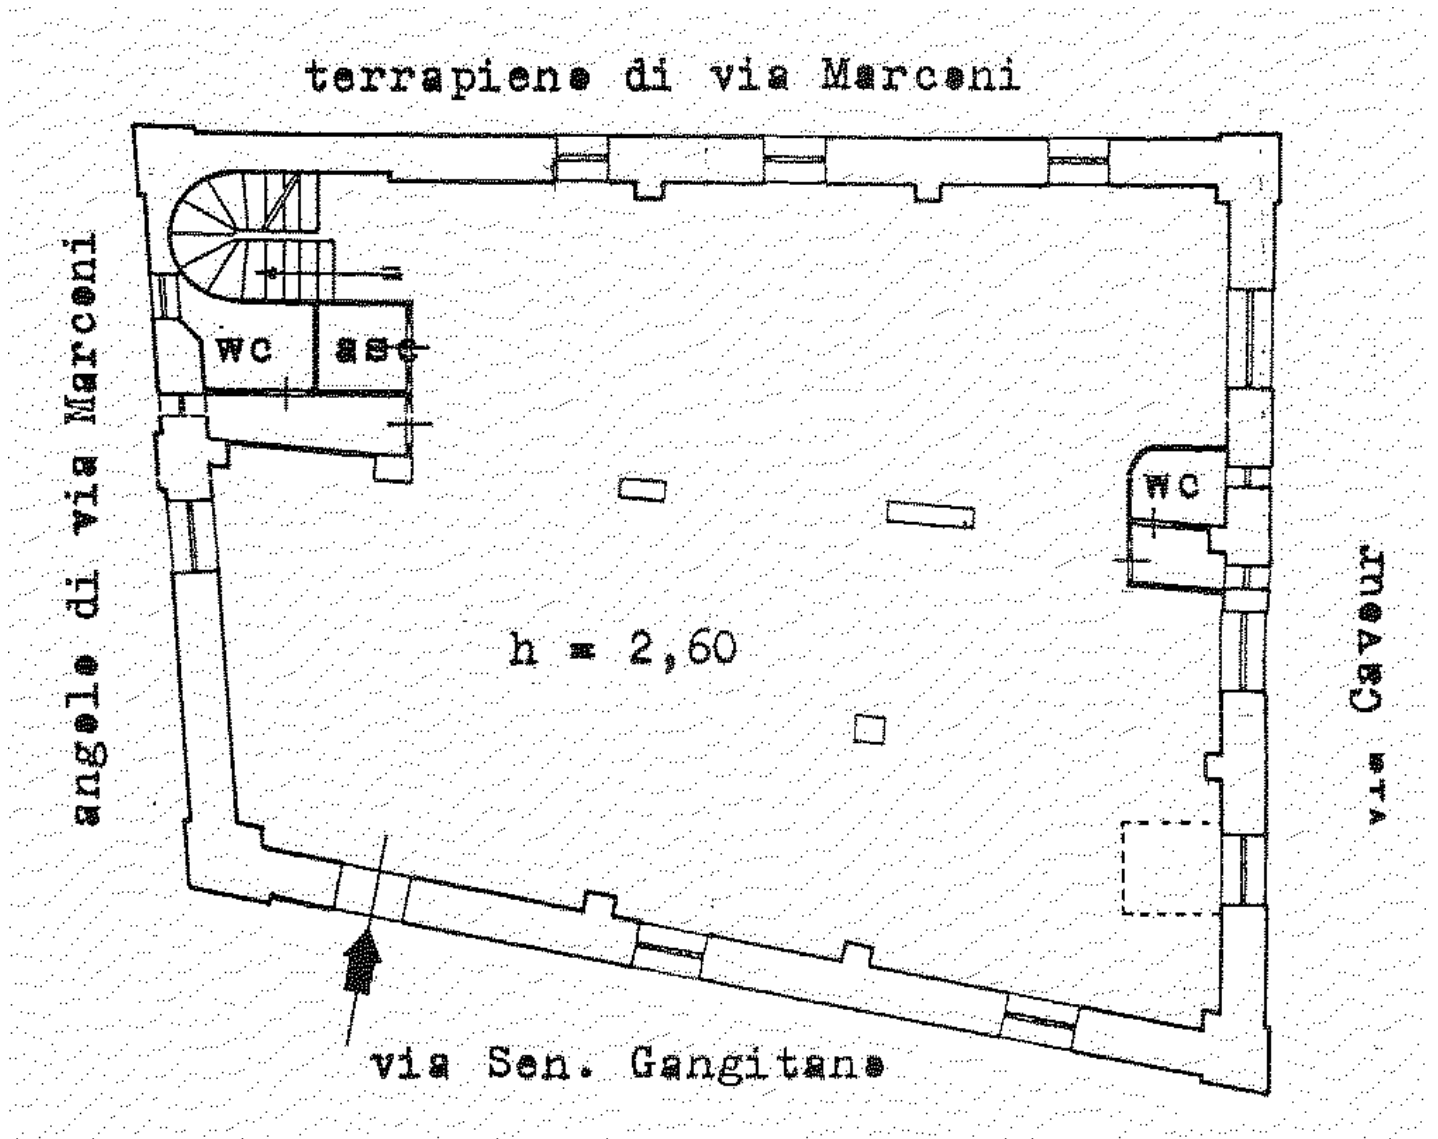 terrapieno di via Marconi
angolo di via Marconi
wc
asc
wc
h = 2,60
via Cavour
via Sen. Gangitano